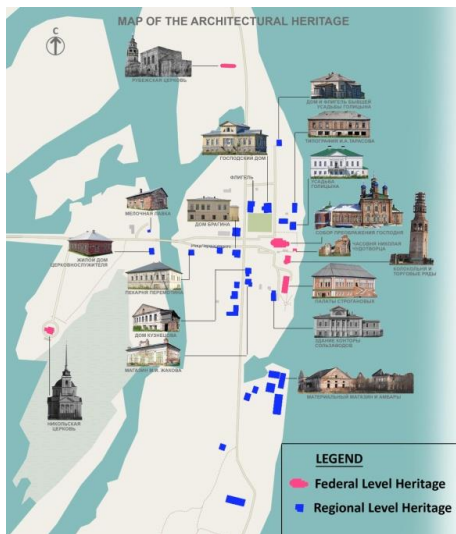 MAP OF THE ARCHITECTURAL HERITAGE
С
РУБЕЖСКАЯ ЦЕРКОВЬ
ДОМ И ФЛИГЕЛЬ БЫВШЕЙ
УСАДЬБЫ ГОЛИЦЫНА
ГОСПОДСКИЙ ДОМ
ТИПОГРАФИЯ И.А. ТАРАСОВА
ФЛИГЕЛЬ
УСАДЬБА
ГОЛИЦЫНА
МЕЛОЧНАЯ ЛАВКА
ДОМ БРАГИНА
СОБОР ПРЕОБРАЖЕНИЯ ГОСПОДНЯ
ЧАСОВНЯ НИКОЛАЯ
ЧУДОТВОРЦА
ЖИЛОЙ ДОМ
ЦЕРКОВНОСЛУЖИТЕЛЯ
КОЛОКОЛЬНЯ И
ТОРГОВЫЕ РЯДЫ
ПЕКАРНЯ
ПАЛАТЫ СТРОГАНОВЫХ
ДОМ КУЗНЕЦОВА
ЗДАНИЕ КОНТОРЫ
СОЛЬЗАВОДОВ
МАГАЗИН И.М. ЖАКОВА
МАТЕРИАЛЬНЫЙ МАГАЗИН И АМБАРЫ
НИКОЛЬСКАЯ
ЦЕРКОВЬ
LEGEND
Federal Level Heritage
Regional Level Heritage